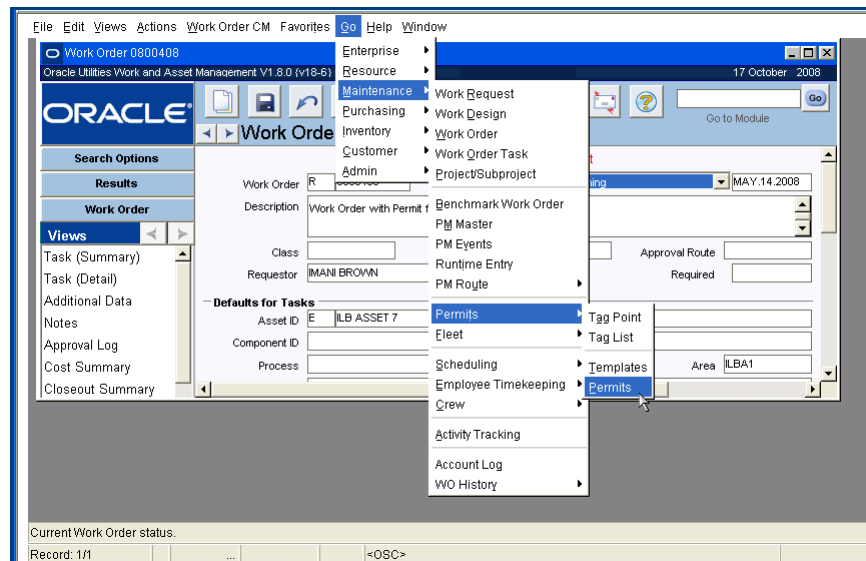 File Edit Views Actions Work Order CM Favorites Go Help Window
Work Order 0800408
Oracle Utilities Work and Asset Management V1.8.0 (v18-6)
17 October 2008
ORACLE
Go
Go to Module
Work Orde
Search Options
Results
Work Order
Views
Task (Summary)
Task (Detail)
Additional Data
Notes
Approval Log
Cost Summary
Closeout Summary
Work Order R
MAY.14.2008
Description Work Order with Permit f
Class
Approval Route
Requestor IMANI BROWN
Required
Defaults for Tasks
Asset ID E ILB ASSET 7
Component ID
Process
Area ILBA1
Enterprise
Resource
Maintenance
Purchasing
Inventory
Customer
Admin
Work Request
Work Design
Work Order
Work Order Task
Project/Subproject
Benchmark Work Order
PM Master
PM Events
Runtime Entry
PM Route
Permits
Fleet
Scheduling
Employee Timekeeping
Crew
Activity Tracking
Account Log
WO History
Tag Point
Tag List
Templates
Permits
Current Work Order status.
Record: 1/1 ... <OSC>